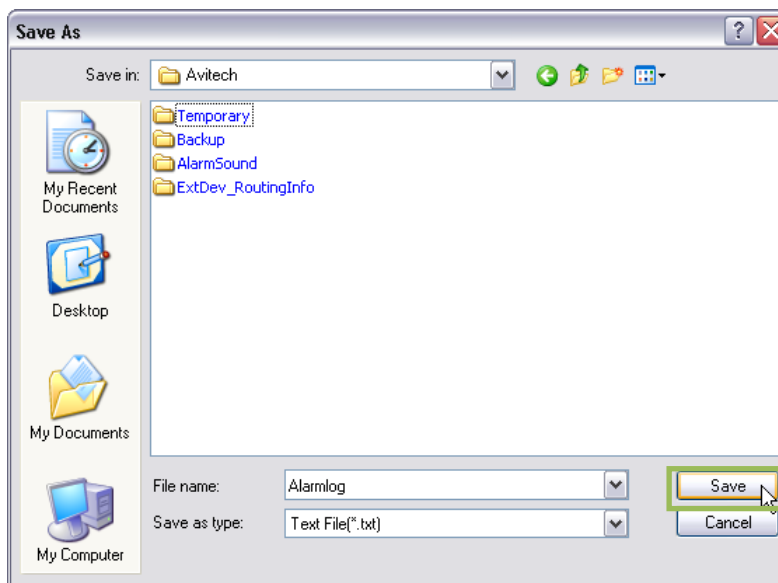 Save As
?
Save in: Avitech
Temporary
Backup
AlarmSound
ExtDev_RoutingInfo
My Recent
Documents
Desktop
My Documents
My Computer
File name: Alarmlog
Save as type: Text File(*.txt)
Save
Cancel